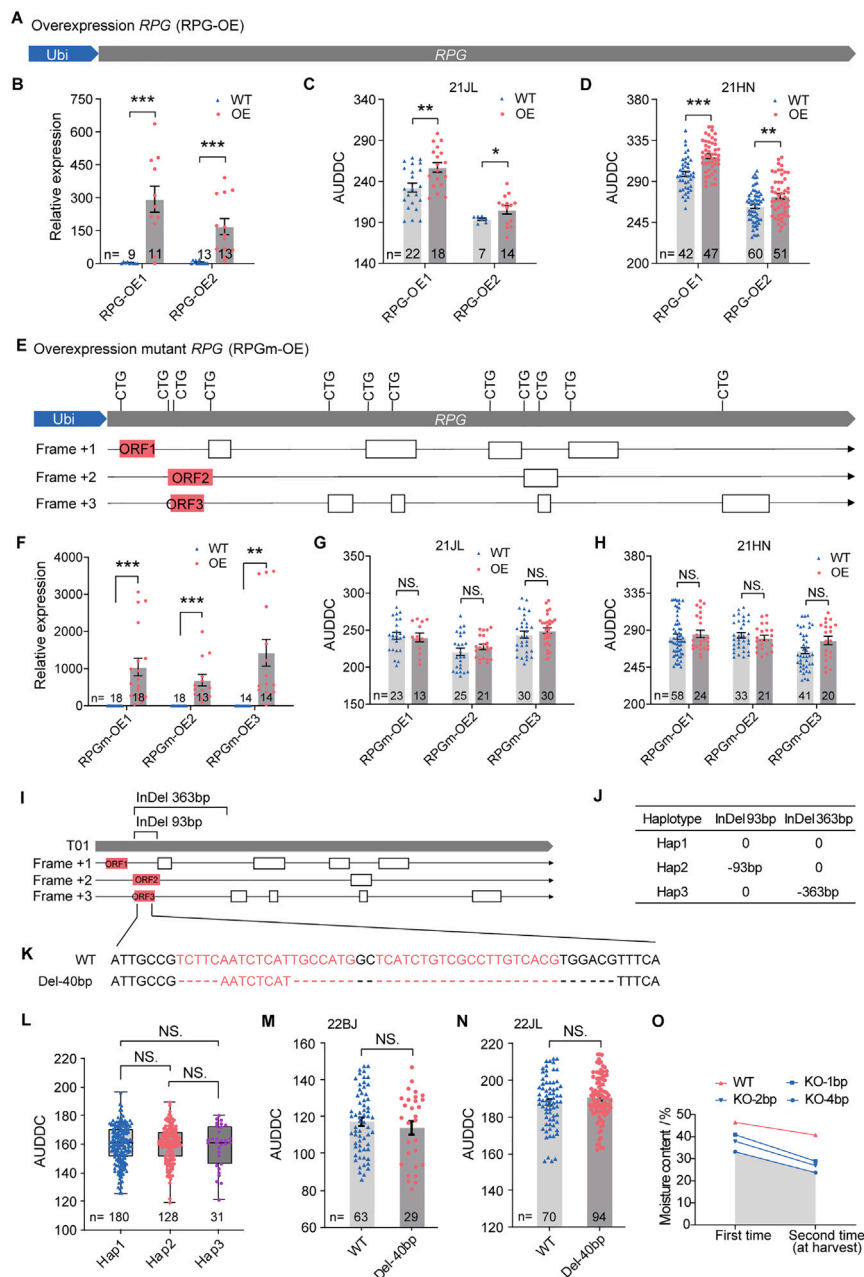 A Overexpression RPG (RPG-OE)
Ubi RPG
B
WT
OE
Relative expression
750
600
450
300
150
0
***
***
n= 9 11 13 13
RPG-OE1 RPG-OE2
C 21JL
WT
OE
AUDDC
340
290
240
190
140
**
*
n= 22 18 7 14
RPG-OE1 RPG-OE2
D 21HN
WT
OE
AUDDC
380
350
320
290
260
230
200
***
**
n= 42 47 60 51
RPG-OE1 RPG-OE2
E Overexpression mutant RPG (RPGm-OE)
CTG CTG CTG CTG CTG CTG CTG CTG CTG CTG CTG CTG
Ubi RPG
Frame +1 ORF1
Frame +2 ORF2
Frame +3 ORF3
F
WT
OE
Relative expression
4000
3000
2000
1000
0
***
***
**
n= 18 18 18 13 14 14
RPGm-OE1 RPGm-OE2 RPGm-OE3
G 21JL
WT
OE
AUDDC
350
300
250
200
150
NS. NS. NS.
n= 23 13 25 21 30 30
RPGm-OE1 RPGm-OE2 RPGm-OE3
H 21HN
WT
OE
AUDDC
380
345
310
280
245
200
NS. NS. NS.
n= 58 24 33 21 41 20
RPGm-OE1 RPGm-OE2 RPGm-OE3
I
InDel 363bp
InDel 93bp
T01
Frame +1 ORF1
Frame +2 ORF2
Frame +3 ORF3
J
Haplotype InDel 93bp InDel 363bp
Hap1 0 0
Hap2 -93bp 0
Hap3 0 -363bp
K
WT ATTGCCGTCTTCAATCTCATTGCCATGGCTCATCTGTCGCCTTGTCACGTGGACGTTTCA
Del-40bp ATTGCCG-----AATCTCAT-----------------------------------TTTCA
L
AUDDC
220
200
180
160
140
120
100
NS.
NS. NS.
n= 180 128 31
Hap1 Hap2 Hap3
M 22BJ
AUDDC
160
140
120
100
80
60
NS.
n= 63 29
WT Del-40bp
N 22JL
AUDDC
220
200
180
160
140
120
NS.
n= 70 94
WT Del-40bp
O
WT KO-1bp
KO-2bp KO-4bp
Moisture content /%
50
40
30
20
10
0
First time Second time
(at harvest)